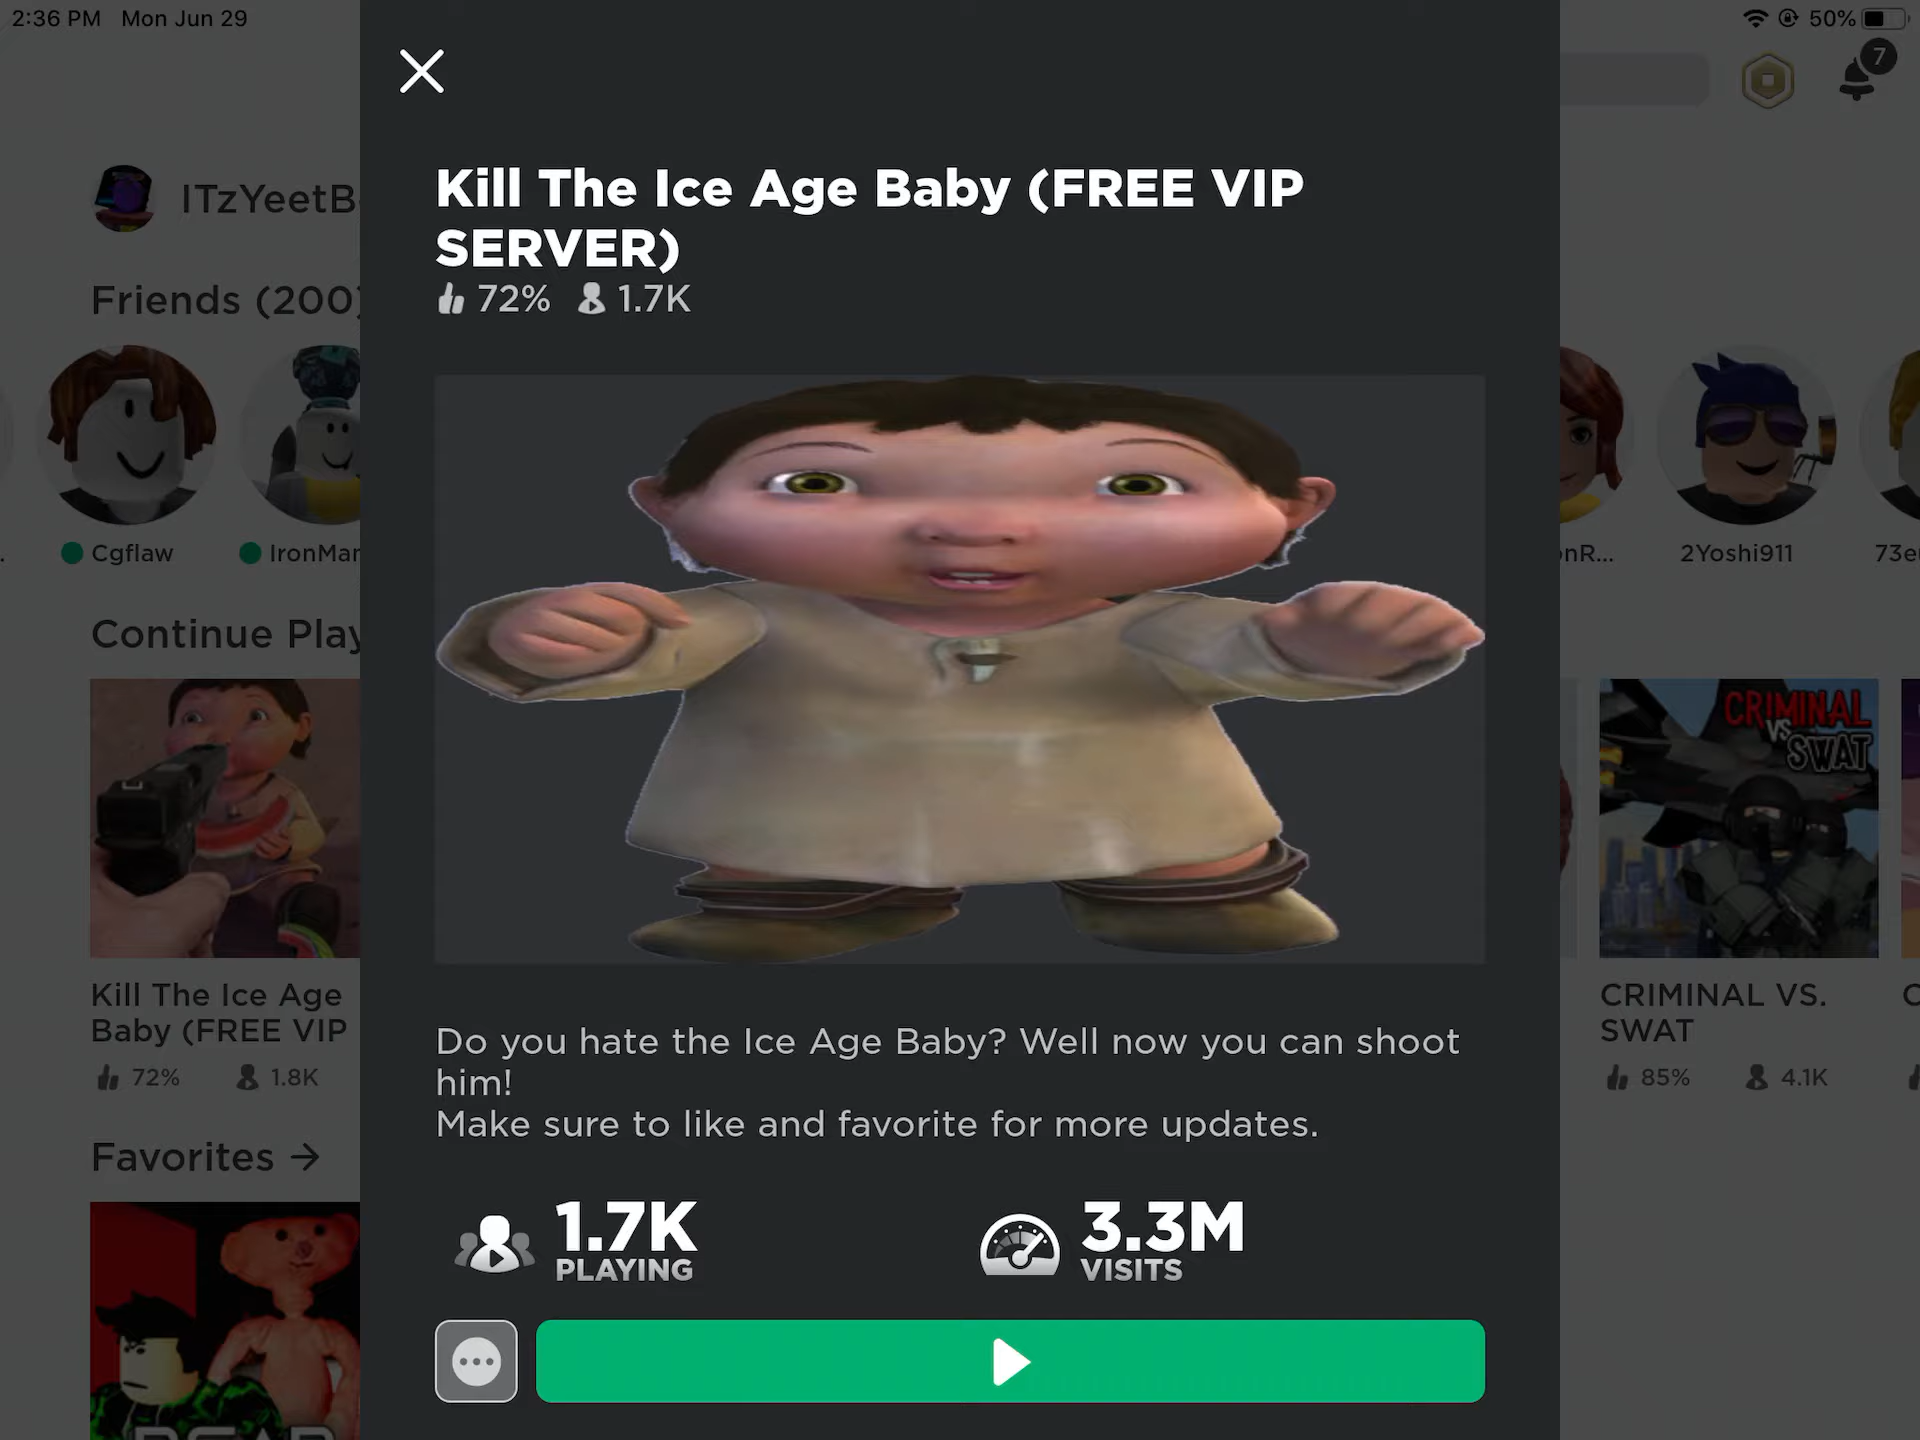 2:36 PM Mon Jun 29
50%
7
ITzYeetB
Friends (200)
Cgflaw
IronMan
nR...
2Yoshi911
73e
Continue Play
Kill The Ice Age
Baby (FREE VIP
72% 1.8K
Favorites →
Kill The Ice Age Baby (FREE VIP
SERVER)
72% 1.7K
Do you hate the Ice Age Baby? Well now you can shoot
him!
Make sure to like and favorite for more updates.
1.7K
PLAYING
3.3M
VISITS
CRIMINAL
VS
SWAT
CRIMINAL VS.
SWAT
85% 4.1K